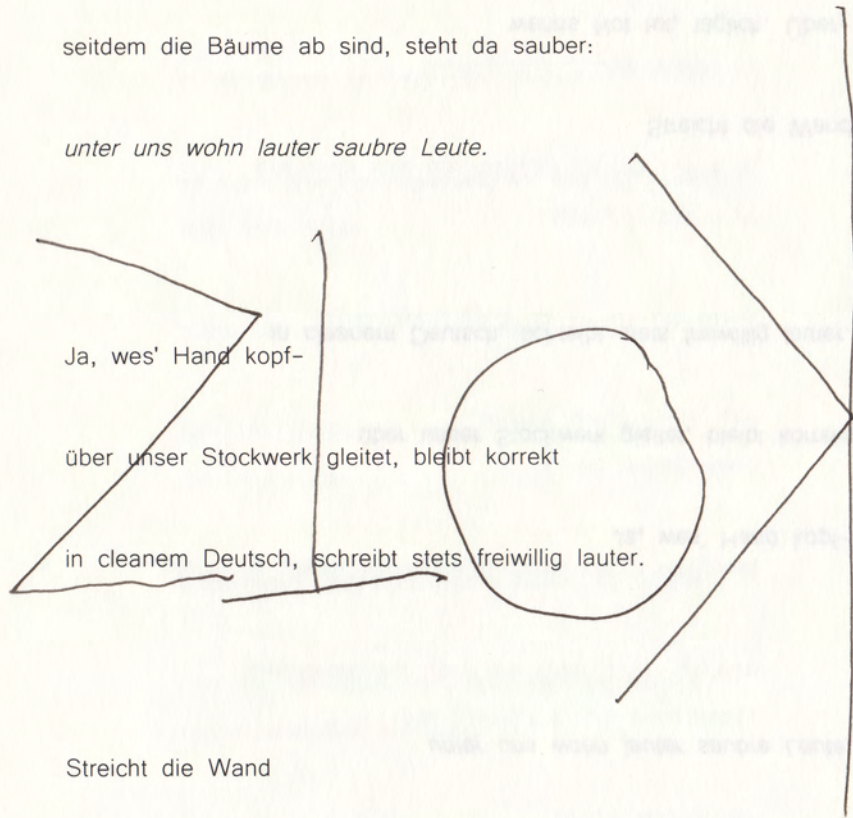 seitdem die Bäume ab sind, steht da sauber:
unter uns wohn lauter saubre Leute.
Ja, wes' Hand kopf-
über unser Stockwerk gleitet, bleibt korrekt
in cleanem Deutsch, schreibt stets freiwillig lauter.
Streicht die Wand